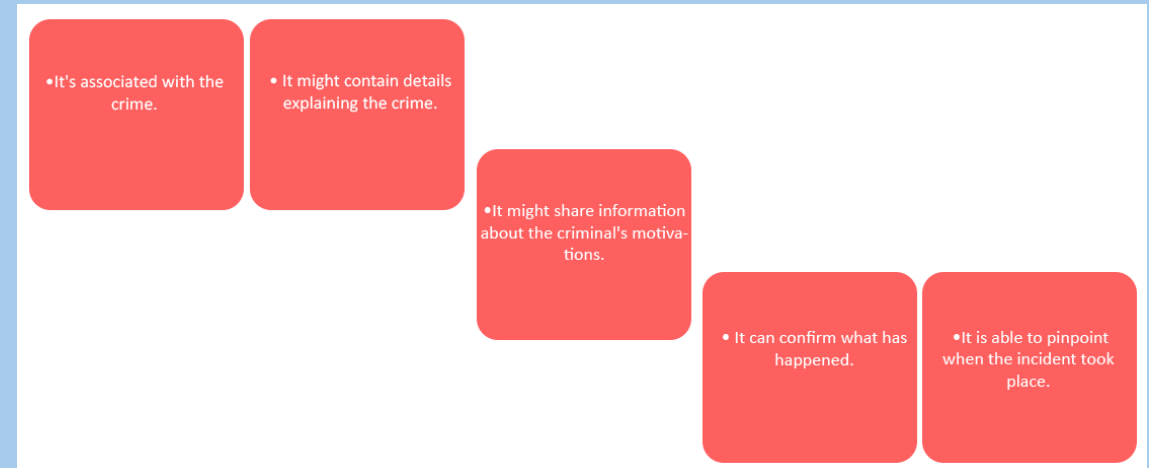 •It's associated with the
crime.
• It might contain details
explaining the crime.
•It might share information
about the criminal's motiva-
tions.
• It can confirm what has
happened.
•It is able to pinpoint
when the incident took
place.